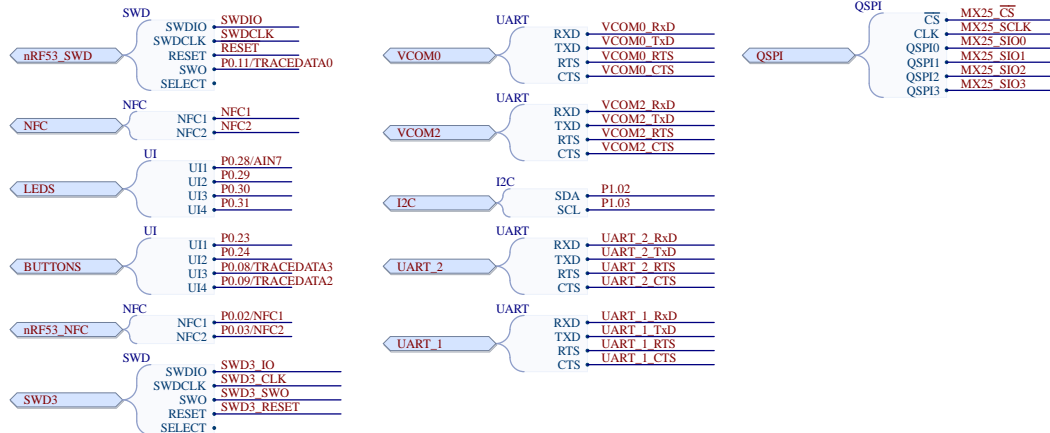 SWD
nRF53_SWD
SWDIO SWDIO
SWDCLK SWDCLK
RESET RESET
SWO P0.11/TRACEDATA0
SELECT
NFC
NFC
NFC1 NFC1
NFC2 NFC2
UI
LEDS
UI1 P0.28/AIN7
UI2 P0.29
UI3 P0.30
UI4 P0.31
UI
BUTTONS
UI1 P0.23
UI2 P0.24
UI3 P0.08/TRACEDATA3
UI4 P0.09/TRACEDATA2
NFC
nRF53_NFC
NFC1 P0.02/NFC1
NFC2 P0.03/NFC2
SWD
SWD3
SWDIO SWD3_IO
SWDCLK SWD3_CLK
SWO SWD3_SWO
RESET SWD3_RESET
SELECT
UART
VCOM0
RXD VCOM0_RxD
TXD VCOM0_TxD
RTS VCOM0_RTS
CTS VCOM0_CTS
UART
VCOM2
RXD VCOM2_RxD
TXD VCOM2_TxD
RTS VCOM2_RTS
CTS VCOM2_CTS
I2C
I2C
SDA P1.02
SCL P1.03
UART
UART_2
RXD UART_2_RxD
TXD UART_2_TxD
RTS UART_2_RTS
CTS UART_2_CTS
UART
UART_1
RXD UART_1_RxD
TXD UART_1_TxD
RTS UART_1_RTS
CTS UART_1_CTS
QSPI
QSPI
CS MX25_CS
CLK MX25_SCLK
QSPI0 MX25_SIO0
QSPI1 MX25_SIO1
QSPI2 MX25_SIO2
QSPI3 MX25_SIO3